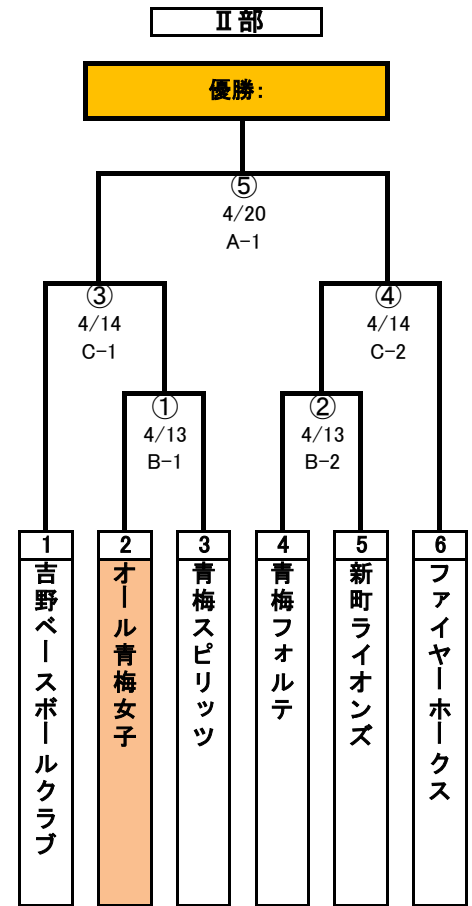 Ⅱ部
優勝：
⑤
4/20
A-1
③
4/14
C-1
④
4/14
C-2
①
4/13
B-1
②
4/13
B-2
1
2
3
4
5
6
吉野ベースボールクラブ
オール青梅女子
青梅スピリッツ
青梅フォルテ
新町ライオンズ
ファイヤーホークス